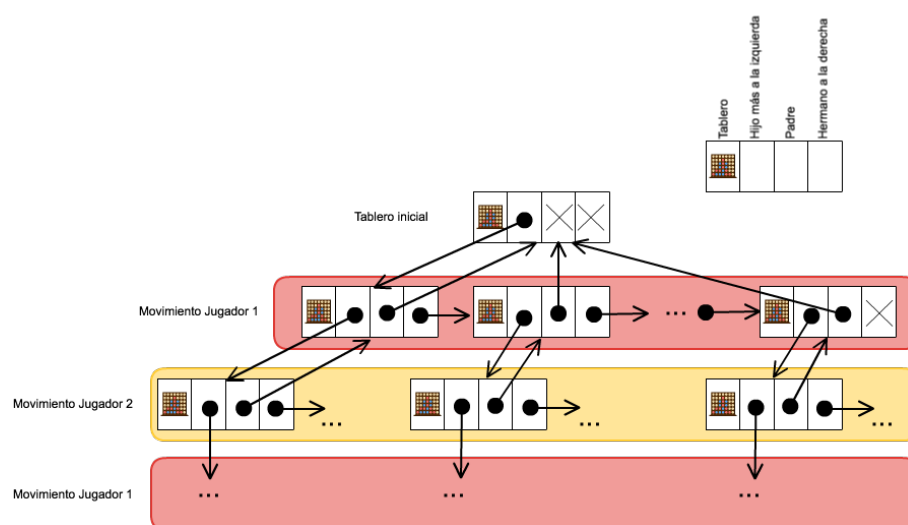 Tablero
Hijo más a la izquierda
Padre
Hermano a la derecha
Tablero inicial
Movimiento Jugador 1
...
Movimiento Jugador 2
... ... ...
Movimiento Jugador 1
... ... ...